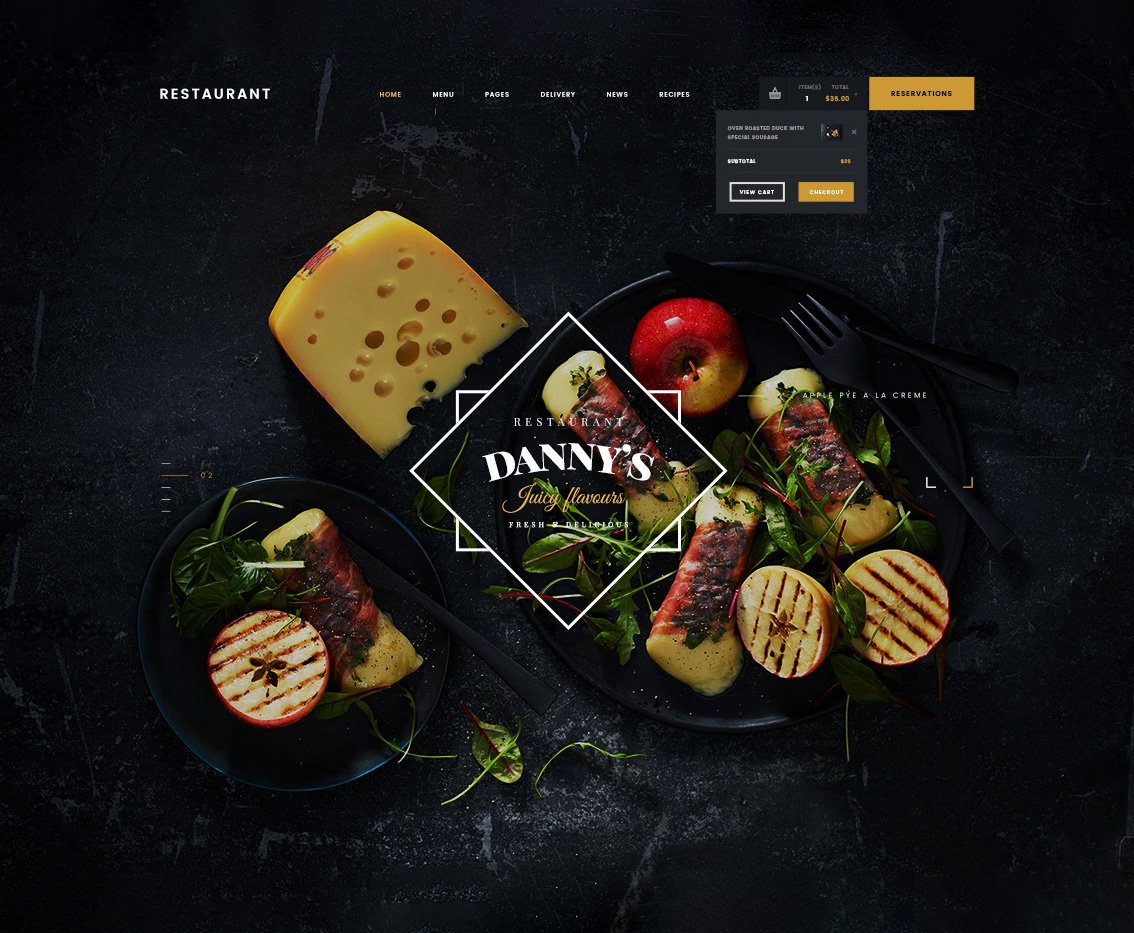 RESTAURANT
HOME
MENU
PAGES
DELIVERY
NEWS
RECIPES
ITEM(S)
TOTAL
1
$35.00
RESERVATIONS
OVEN ROASTED DUCK WITH
SPECIAL SOUSAGE
SUBTOTAL
$35
VIEW CART
CHECKOUT
APPLE PYE A LA CREME
RESTAURANT
DANNY'S
Juicy flavours
FRESH & DELICIOUS
02